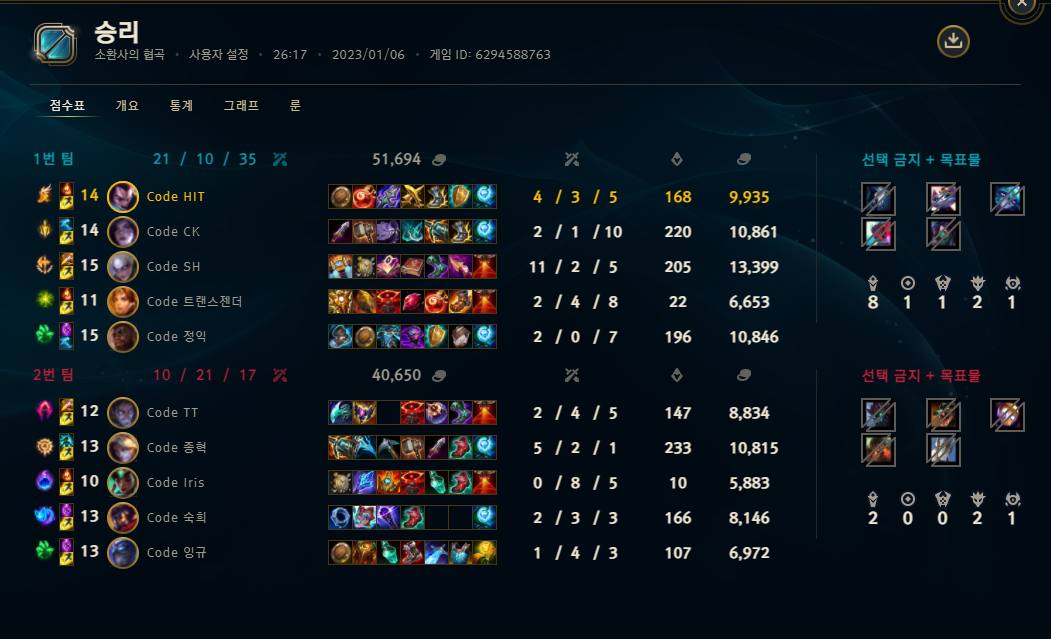 승리
소환사의 협곡 • 사용자 설정 • 26:17 • 2023/01/06 • 게임 ID: 6294588763
점수표 개요 통계 그래프 룬
1번 팀 21 / 10 / 35 51,694 선택 금지 + 목표물
14 Code HIT 4 / 3 / 5 168 9,935
14 Code CK 2 / 1 / 10 220 10,861
15 Code SH 11 / 2 / 5 205 13,399
11 Code 트랜스젠더 2 / 4 / 8 22 6,653
8 1 1 2 1
15 Code 정익 2 / 0 / 7 196 10,846
2번 팀 10 / 21 / 17 40,650 선택 금지 + 목표물
12 Code TT 2 / 4 / 5 147 8,834
13 Code 종혁 5 / 2 / 1 233 10,815
10 Code Iris 0 / 8 / 5 10 5,883
13 Code 숙희 2 / 3 / 3 166 8,146
2 0 0 2 1
13 Code 잉규 1 / 4 / 3 107 6,972